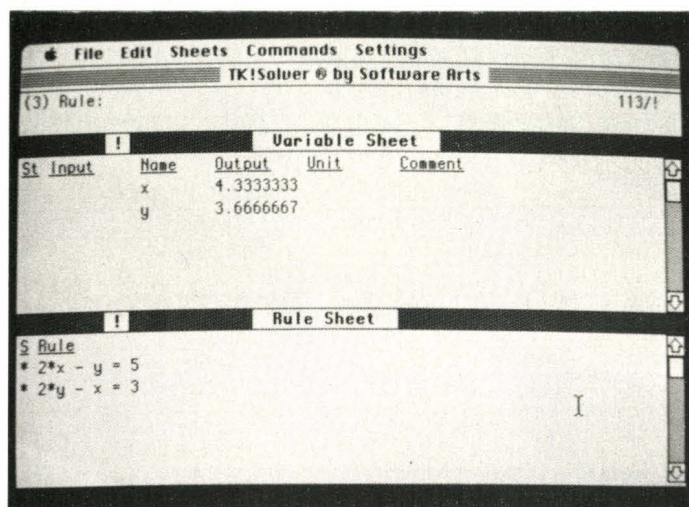 File Edit Sheets Commands Settings
TK!Solver ® by Software Arts
(3) Rule: 113/!
! Variable Sheet
St Input Name Output Unit Comment
x 4.3333333
y 3.6666667
! Rule Sheet
S Rule
* 2*x - y = 5
* 2*y - x = 3